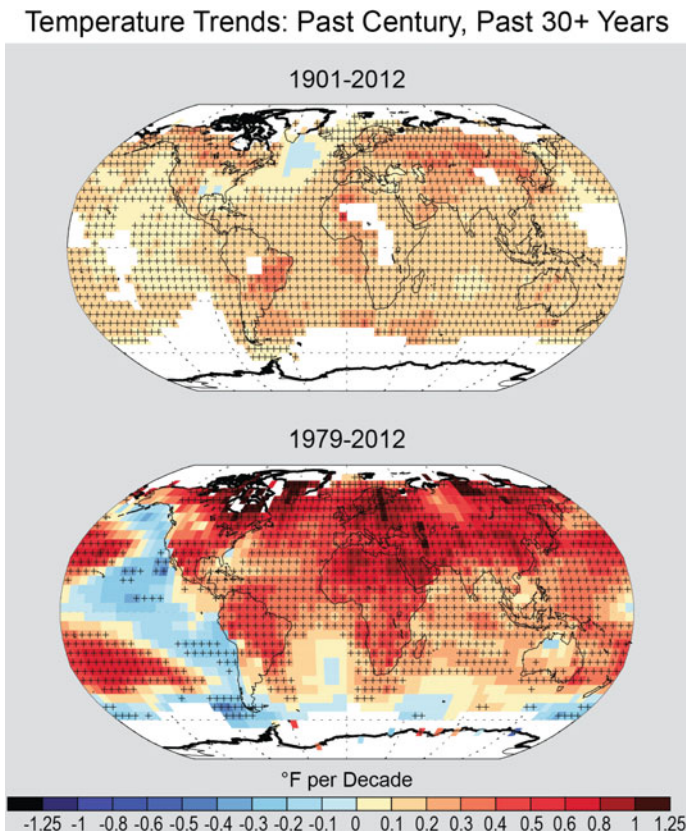 Temperature Trends: Past Century, Past 30+ Years
1901-2012
1979-2012
°F per Decade
-1.25 -1 -0.8 -0.6 -0.5 -0.4 -0.3 -0.2 -0.1 0 0.1 0.2 0.3 0.4 0.5 0.6 0.8 1 1.25